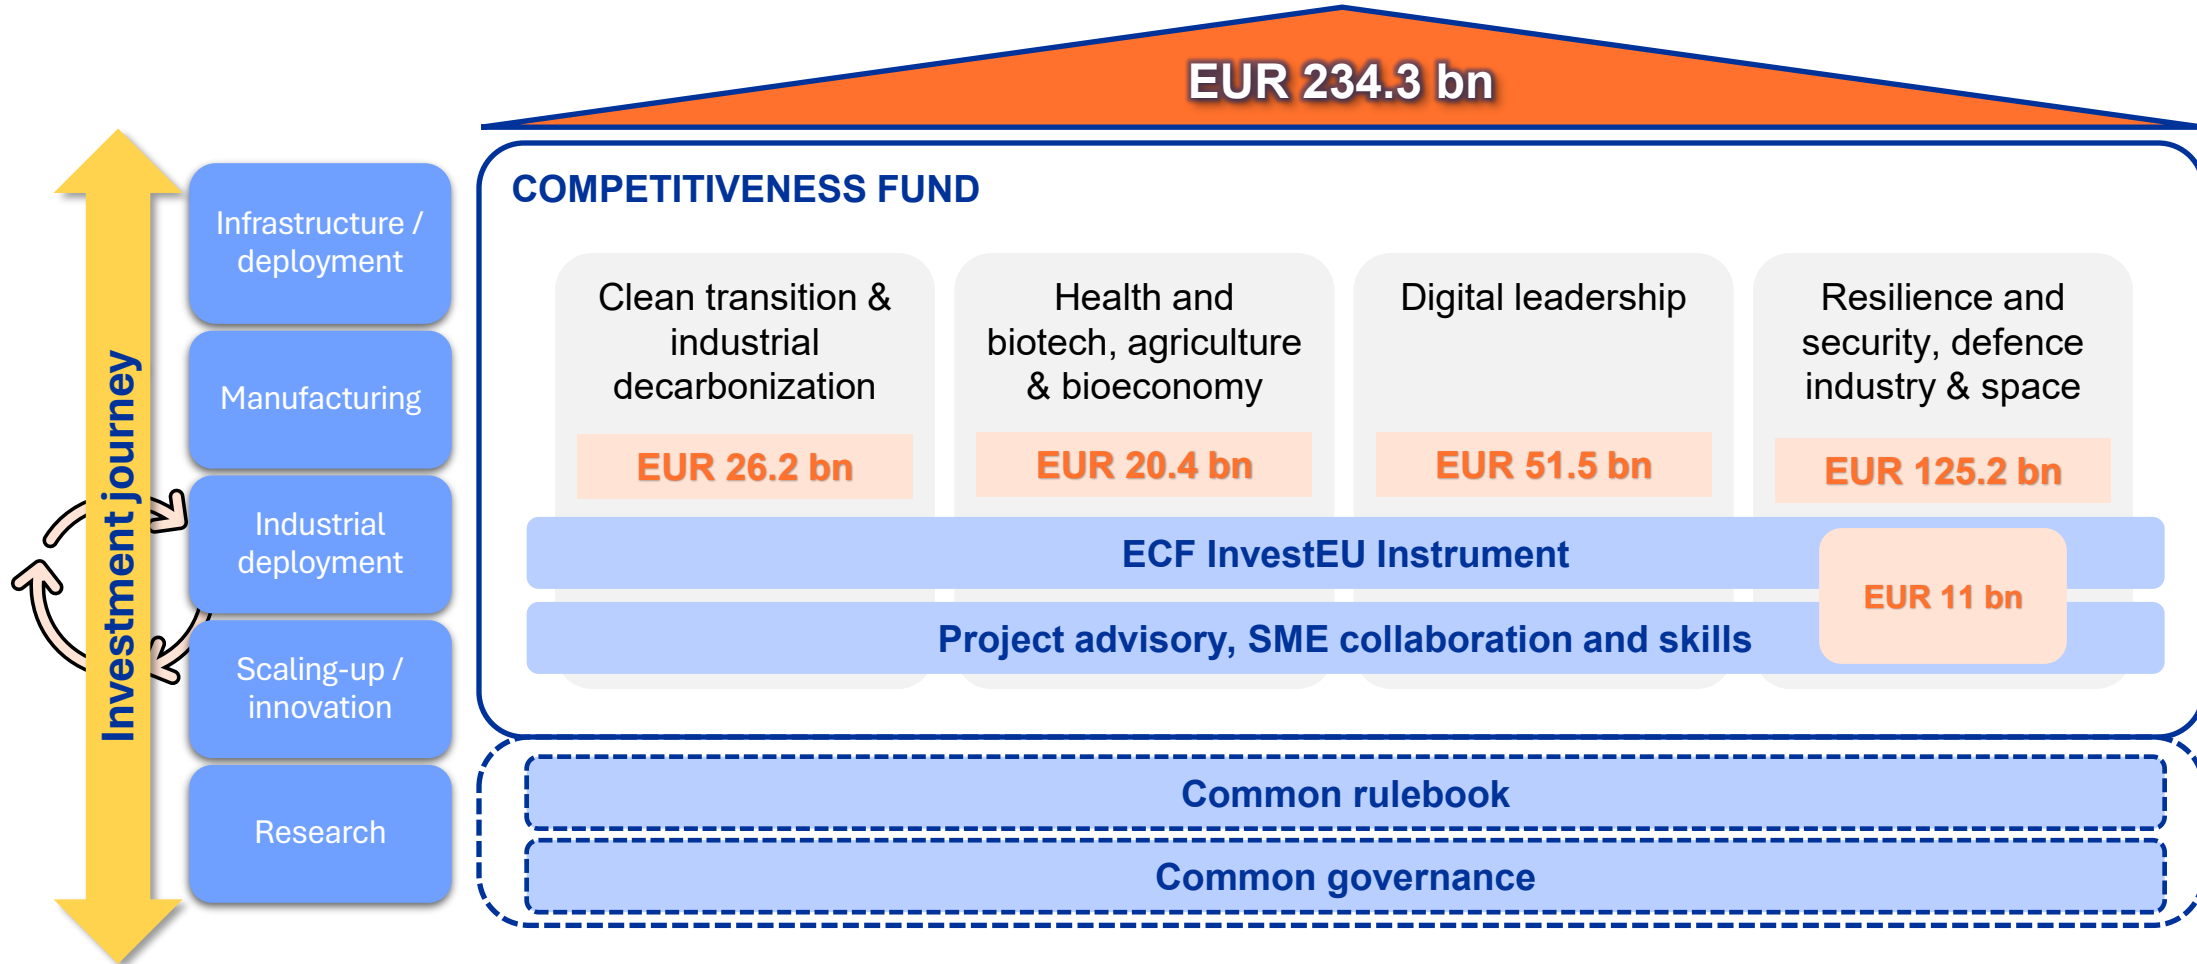 EUR 234.3 bn
Investment journey
Infrastructure /
deployment
Manufacturing
Industrial
deployment
Scaling-up /
innovation
Research
COMPETITIVENESS FUND
Clean transition &
industrial
decarbonization
EUR 26.2 bn
Health and
biotech, agriculture
& bioeconomy
EUR 20.4 bn
Digital leadership
EUR 51.5 bn
Resilience and
security, defence
industry & space
EUR 125.2 bn
ECF InvestEU Instrument
Project advisory, SME collaboration and skills
EUR 11 bn
Common rulebook
Common governance